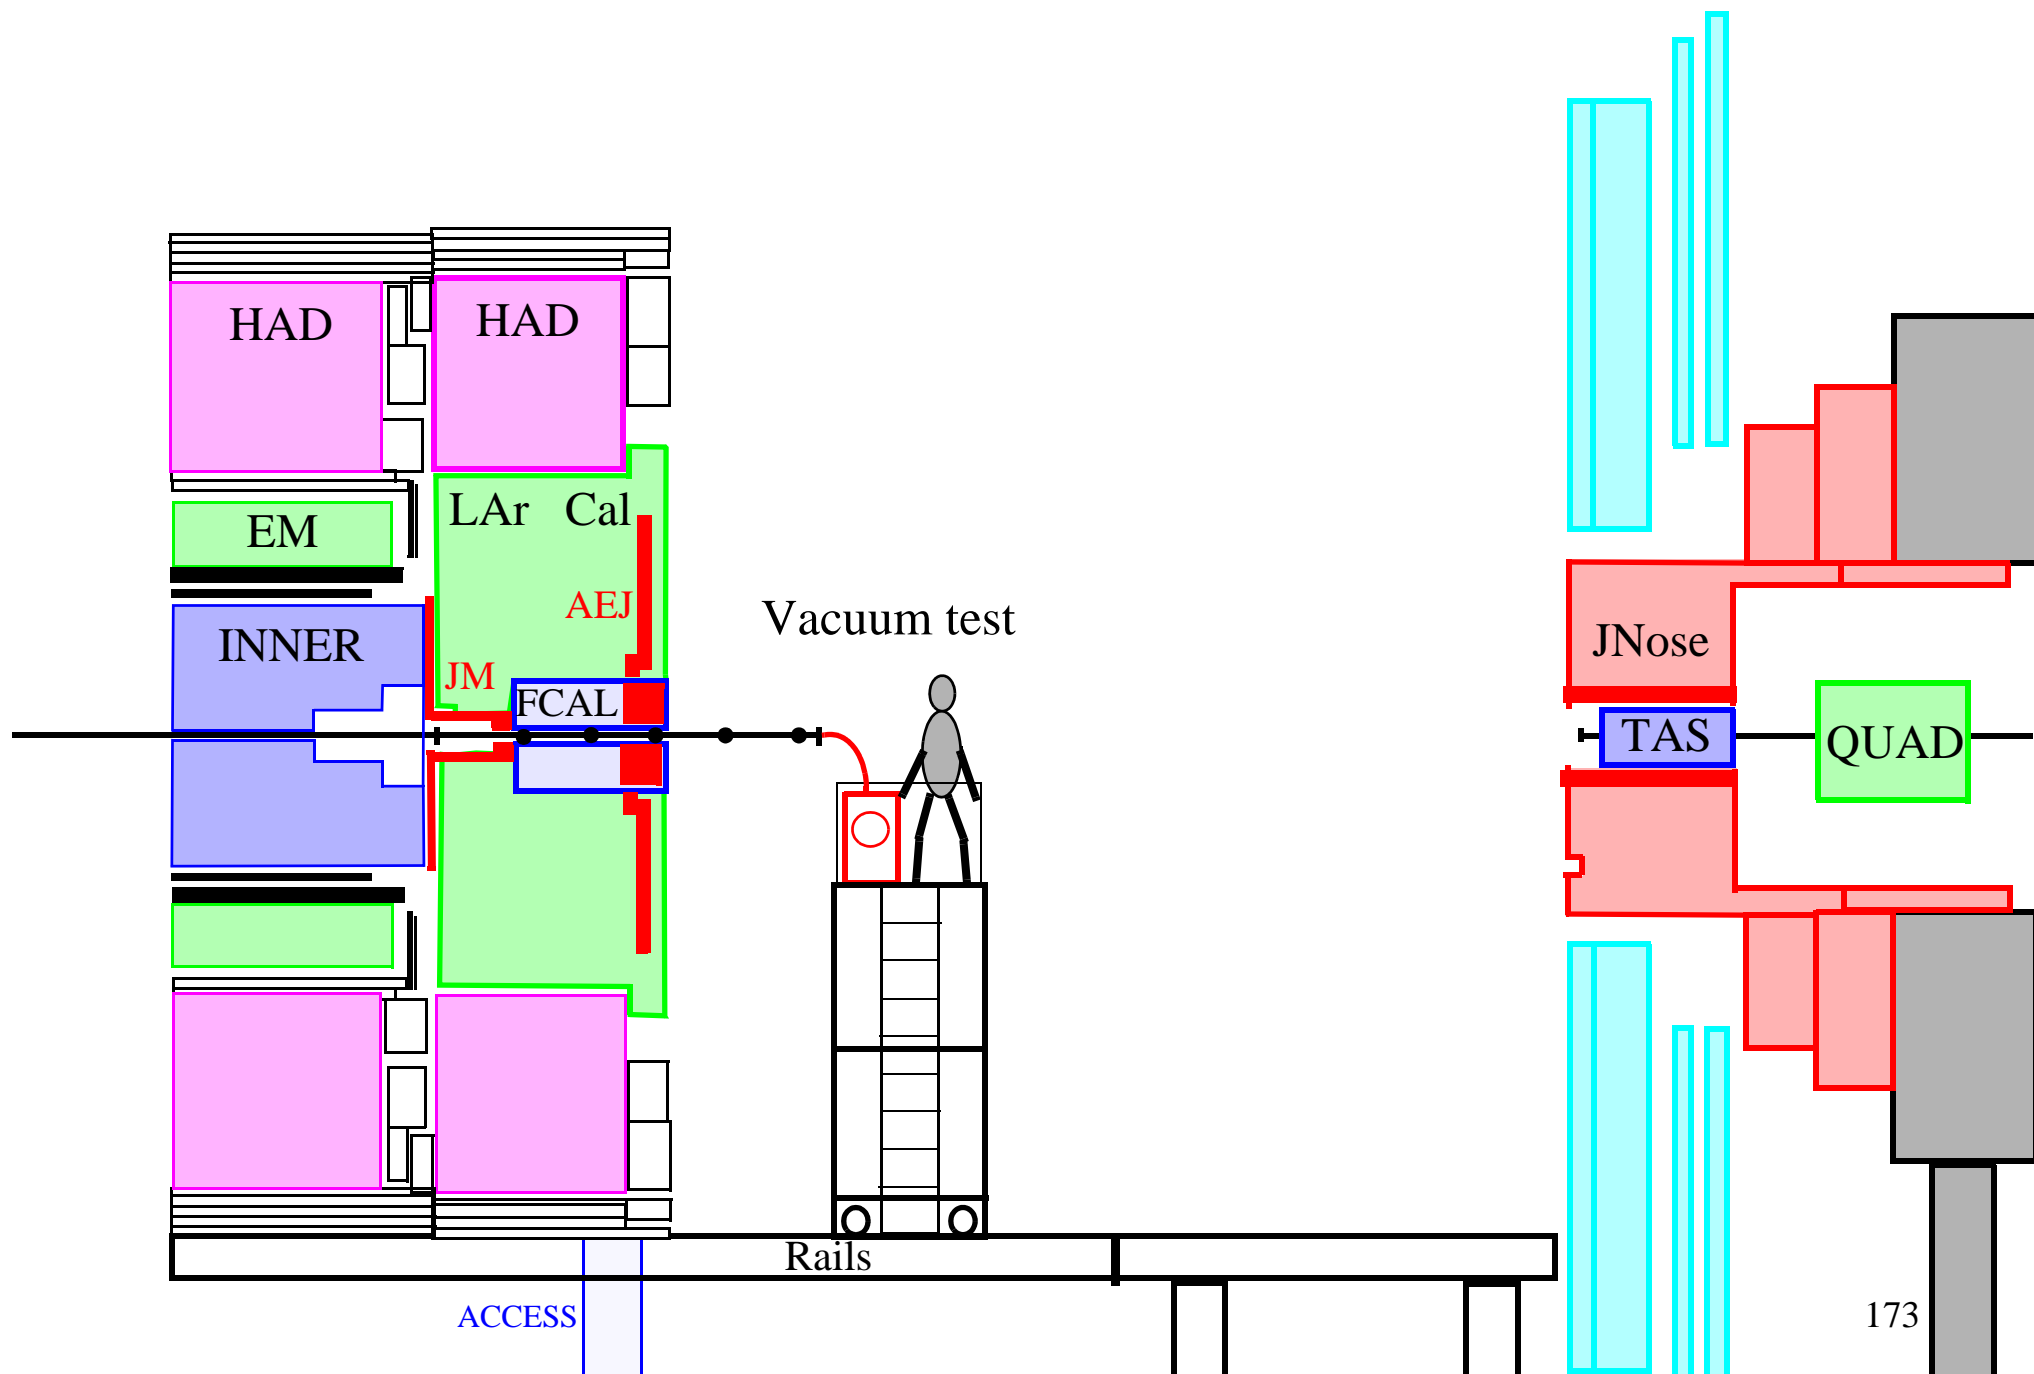 HAD HAD
LAr Cal
EM
AEJ
Vacuum test
INNER
JNose
JM
FCAL
TAS
QUAD
Rails
ACCESS
173